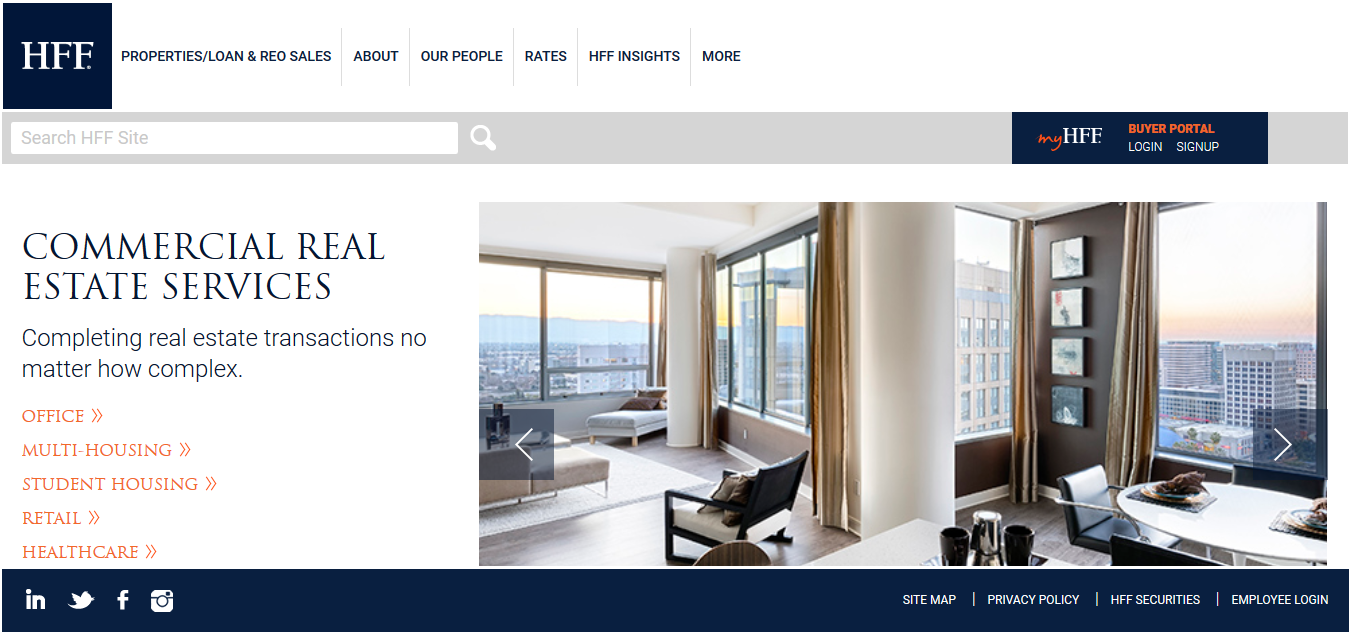 HFF
PROPERTIES/LOAN & REO SALES
ABOUT
OUR PEOPLE
RATES
HFF INSIGHTS
MORE
Search HFF Site
myHFF
BUYER PORTAL
LOGIN SIGNUP
COMMERCIAL REAL
ESTATE SERVICES
Completing real estate transactions no
matter how complex.
OFFICE »
MULTI-HOUSING »
STUDENT HOUSING »
RETAIL »
HEALTHCARE »
in f
SITE MAP | PRIVACY POLICY | HFF SECURITIES | EMPLOYEE LOGIN